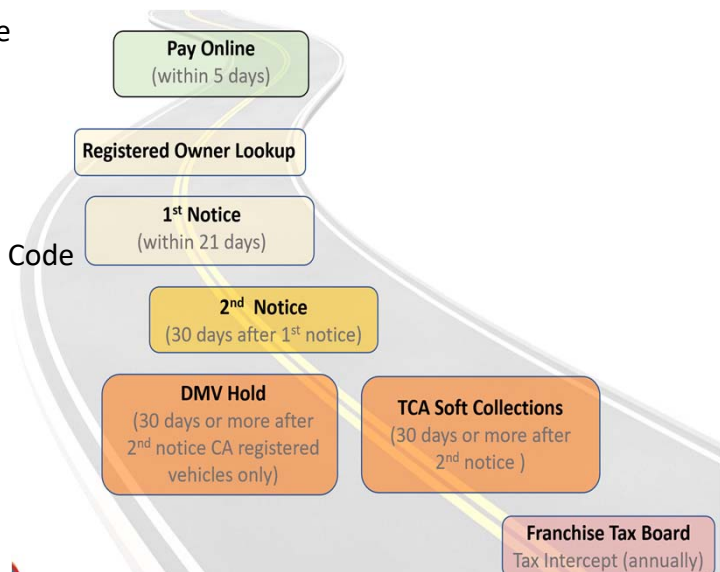 e
Pay Online
(within 5 days)
Registered Owner Lookup
1st Notice
(within 21 days)
Code
2nd Notice
(30 days after 1st notice)
DMV Hold
(30 days or more after
2nd notice CA registered
vehicles only)
TCA Soft Collections
(30 days or more after
2nd notice )
Franchise Tax Board
Tax Intercept (annually)